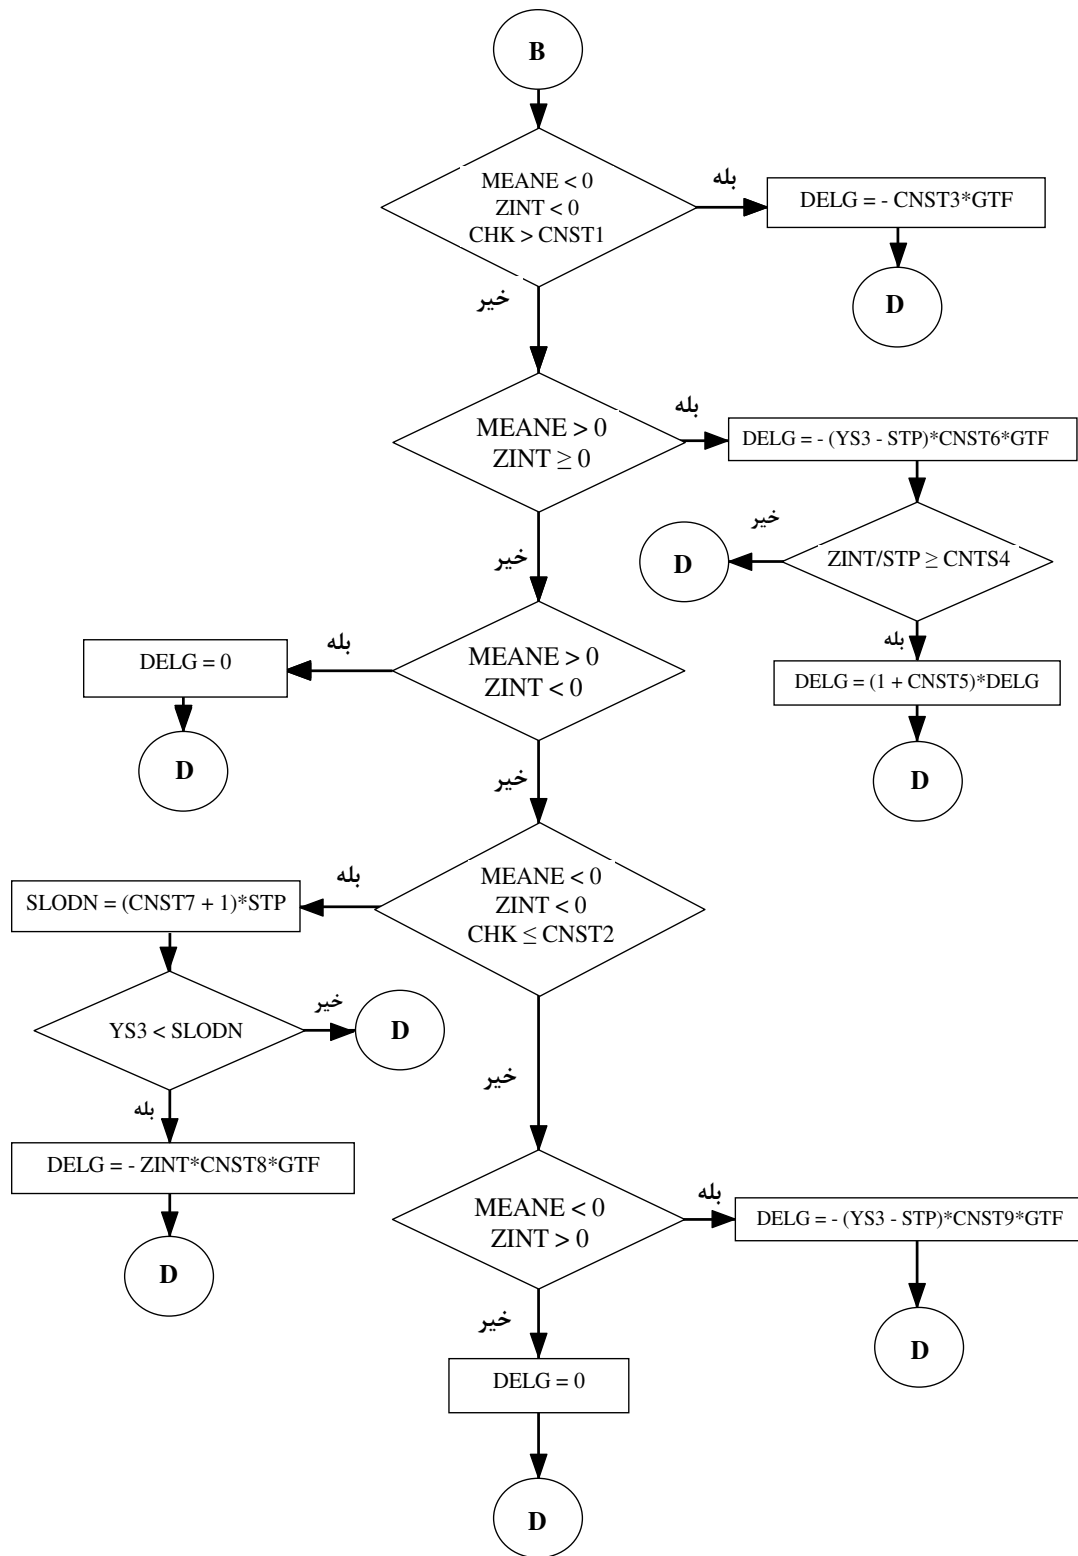 B
MEANE < 0
ZINT < 0
CHK > CNST1
بله
DELG = - CNST3*GTF
D
خیر
MEANE > 0
ZINT ≥ 0
بله
DELG = - (YS3 - STP)*CNST6*GTF
خیر
ZINT/STP ≥ CNTS4
D
بله
DELG = (1 + CNST5)*DELG
D
خیر
MEANE > 0
ZINT < 0
بله
DELG = 0
D
خیر
MEANE < 0
ZINT < 0
CHK ≤ CNST2
بله
SLODN = (CNST7 + 1)*STP
YS3 < SLODN
خیر
D
بله
DELG = - ZINT*CNST8*GTF
D
خیر
MEANE < 0
ZINT > 0
بله
DELG = - (YS3 - STP)*CNST9*GTF
D
خیر
DELG = 0
D